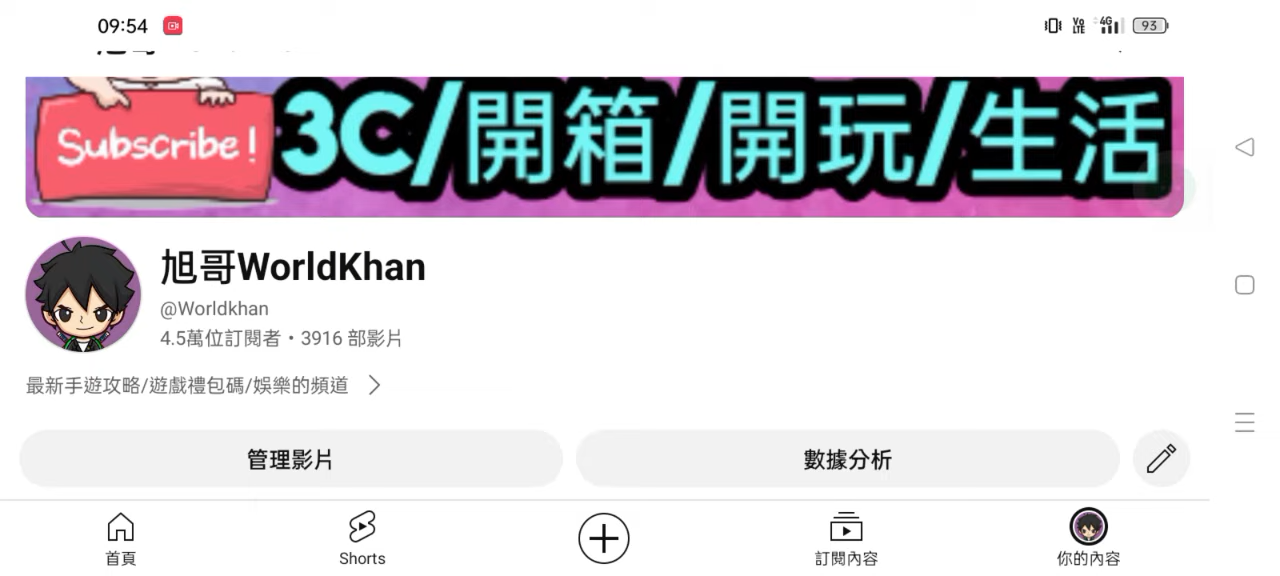 09:54
Vo LTE 4G 93
Subscribe!
3C/開箱/開玩/生活
旭哥WorldKhan
@Worldkhan
4.5萬位訂閱者・3916 部影片
最新手遊攻略/遊戲禮包碼/娛樂的頻道
管理影片
數據分析
首頁
Shorts
訂閱內容
你的內容